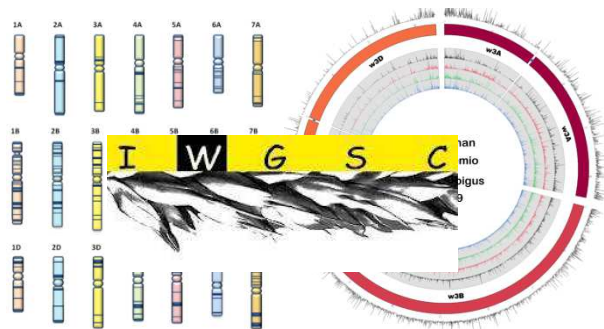 1A 2A 3A 4A 5A 6A 7A
1B 2B 3B 4B 5B 6B 7B
1D 2D 3D
I W G S C
w3D
w3A
w3A
w3B